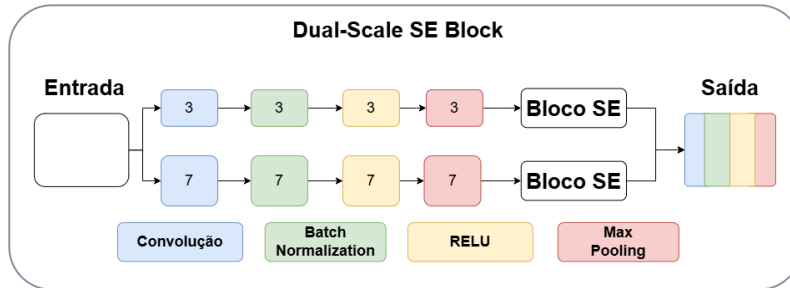 Dual-Scale SE Block
Entrada
Saída
3
3
3
3
Bloco SE
7
7
7
7
Bloco SE
Convolução
Batch
Normalization
RELU
Max
Pooling